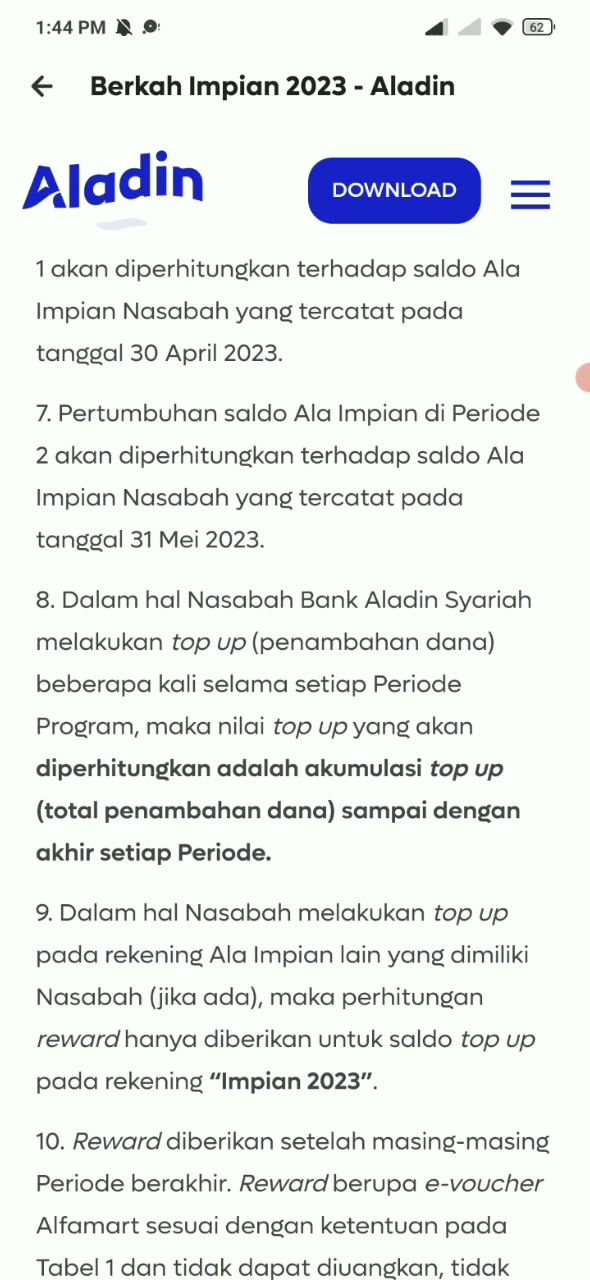 1:44 PM 62
Berkah Impian 2023 - Aladin
Aladin
DOWNLOAD
1 akan diperhitungkan terhadap saldo Ala
Impian Nasabah yang tercatat pada
tanggal 30 April 2023.
7. Pertumbuhan saldo Ala Impian di Periode
2 akan diperhitungkan terhadap saldo Ala
Impian Nasabah yang tercatat pada
tanggal 31 Mei 2023.
8. Dalam hal Nasabah Bank Aladin Syariah
melakukan top up (penambahan dana)
beberapa kali selama setiap Periode
Program, maka nilai top up yang akan
diperhitungkan adalah akumulasi top up
(total penambahan dana) sampai dengan
akhir setiap Periode.
9. Dalam hal Nasabah melakukan top up
pada rekening Ala Impian lain yang dimiliki
Nasabah (jika ada), maka perhitungan
reward hanya diberikan untuk saldo top up
pada rekening “Impian 2023”.
10. Reward diberikan setelah masing-masing
Periode berakhir. Reward berupa e-voucher
Alfamart sesuai dengan ketentuan pada
Tabel 1 dan tidak dapat diuangkan, tidak